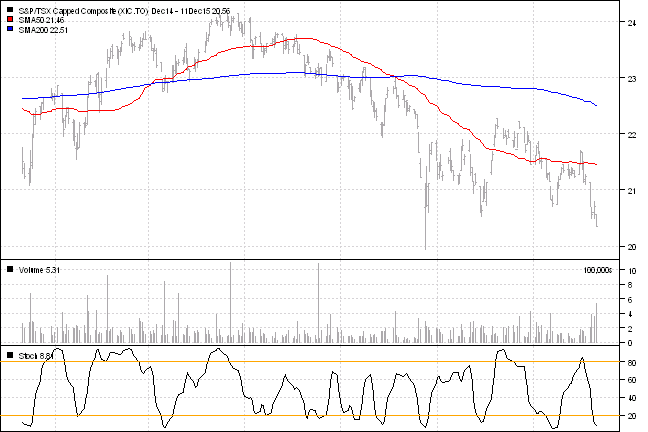 S&P/TSX Capped Composite (XIC.TO) Dec14 - 11Dec15 20.56
SMA50 21.46
SMA200 22.51
24
23
22
21
20
Volume 5.31
100,000s
10
8
6
4
2
0
Stoch 8.81
80
60
40
20